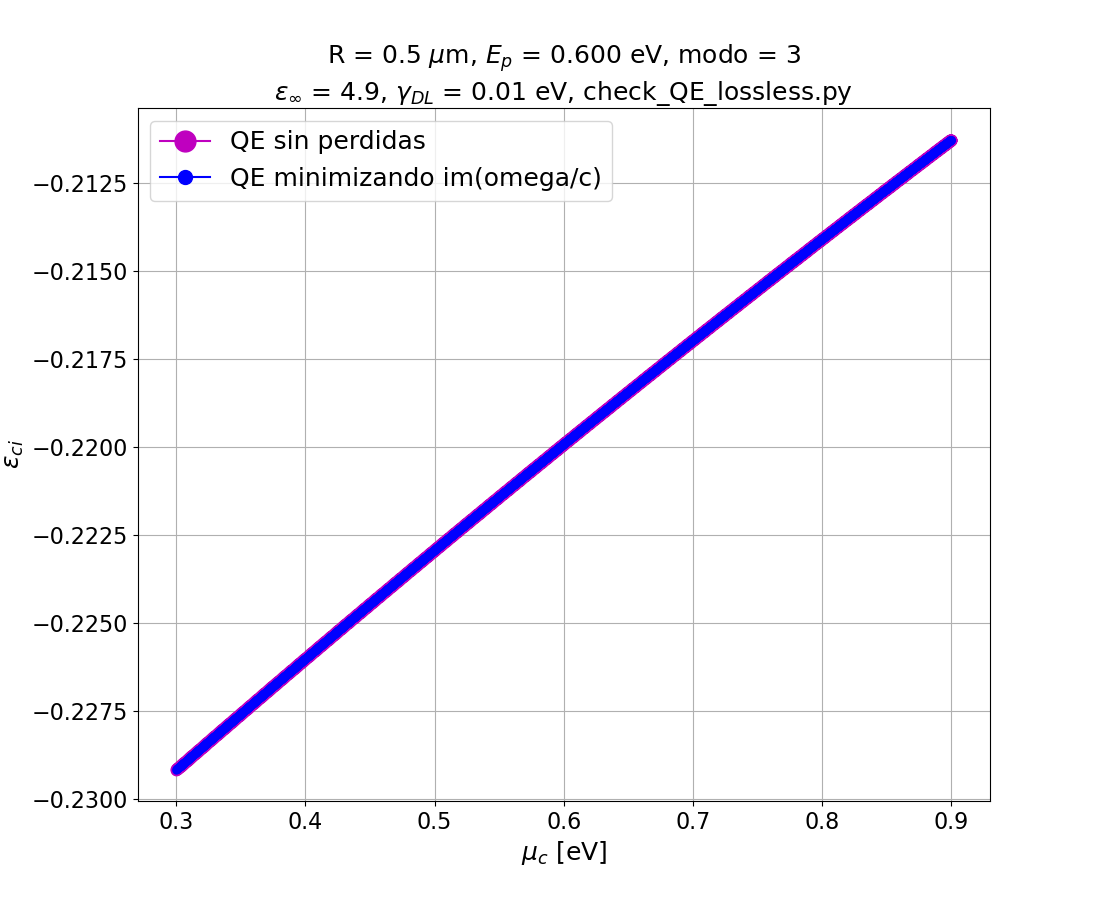 R = 0.5 μm, E_p = 0.600 eV, modo = 3
ε_∞ = 4.9, γ_DL = 0.01 eV, check_QE_lossless.py
QE sin perdidas
QE minimizando im(omega/c)
−0.2125
−0.2150
−0.2175
−0.2200
−0.2225
−0.2250
−0.2275
−0.2300
ε_ci
0.3 0.4 0.5 0.6 0.7 0.8 0.9
μ_c [eV]